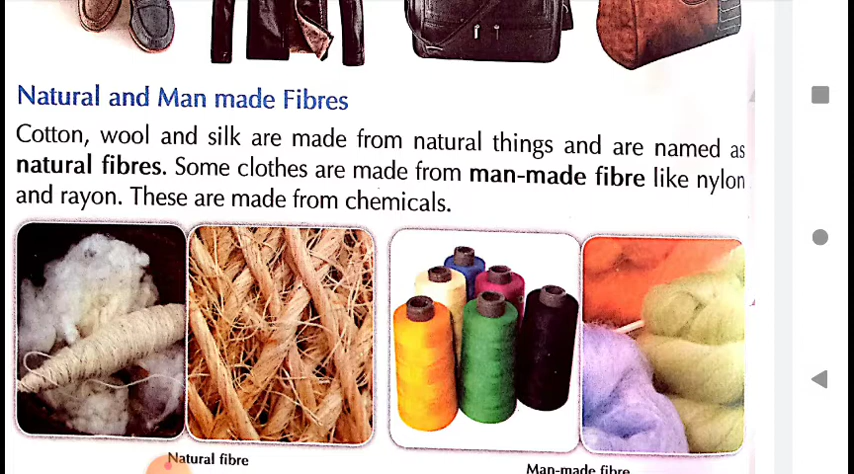 Natural and Man made Fibres
Cotton, wool and silk are made from natural things and are named as
natural fibres. Some clothes are made from man-made fibre like nylon
and rayon. These are made from chemicals.
Natural fibre
Man-made fibre